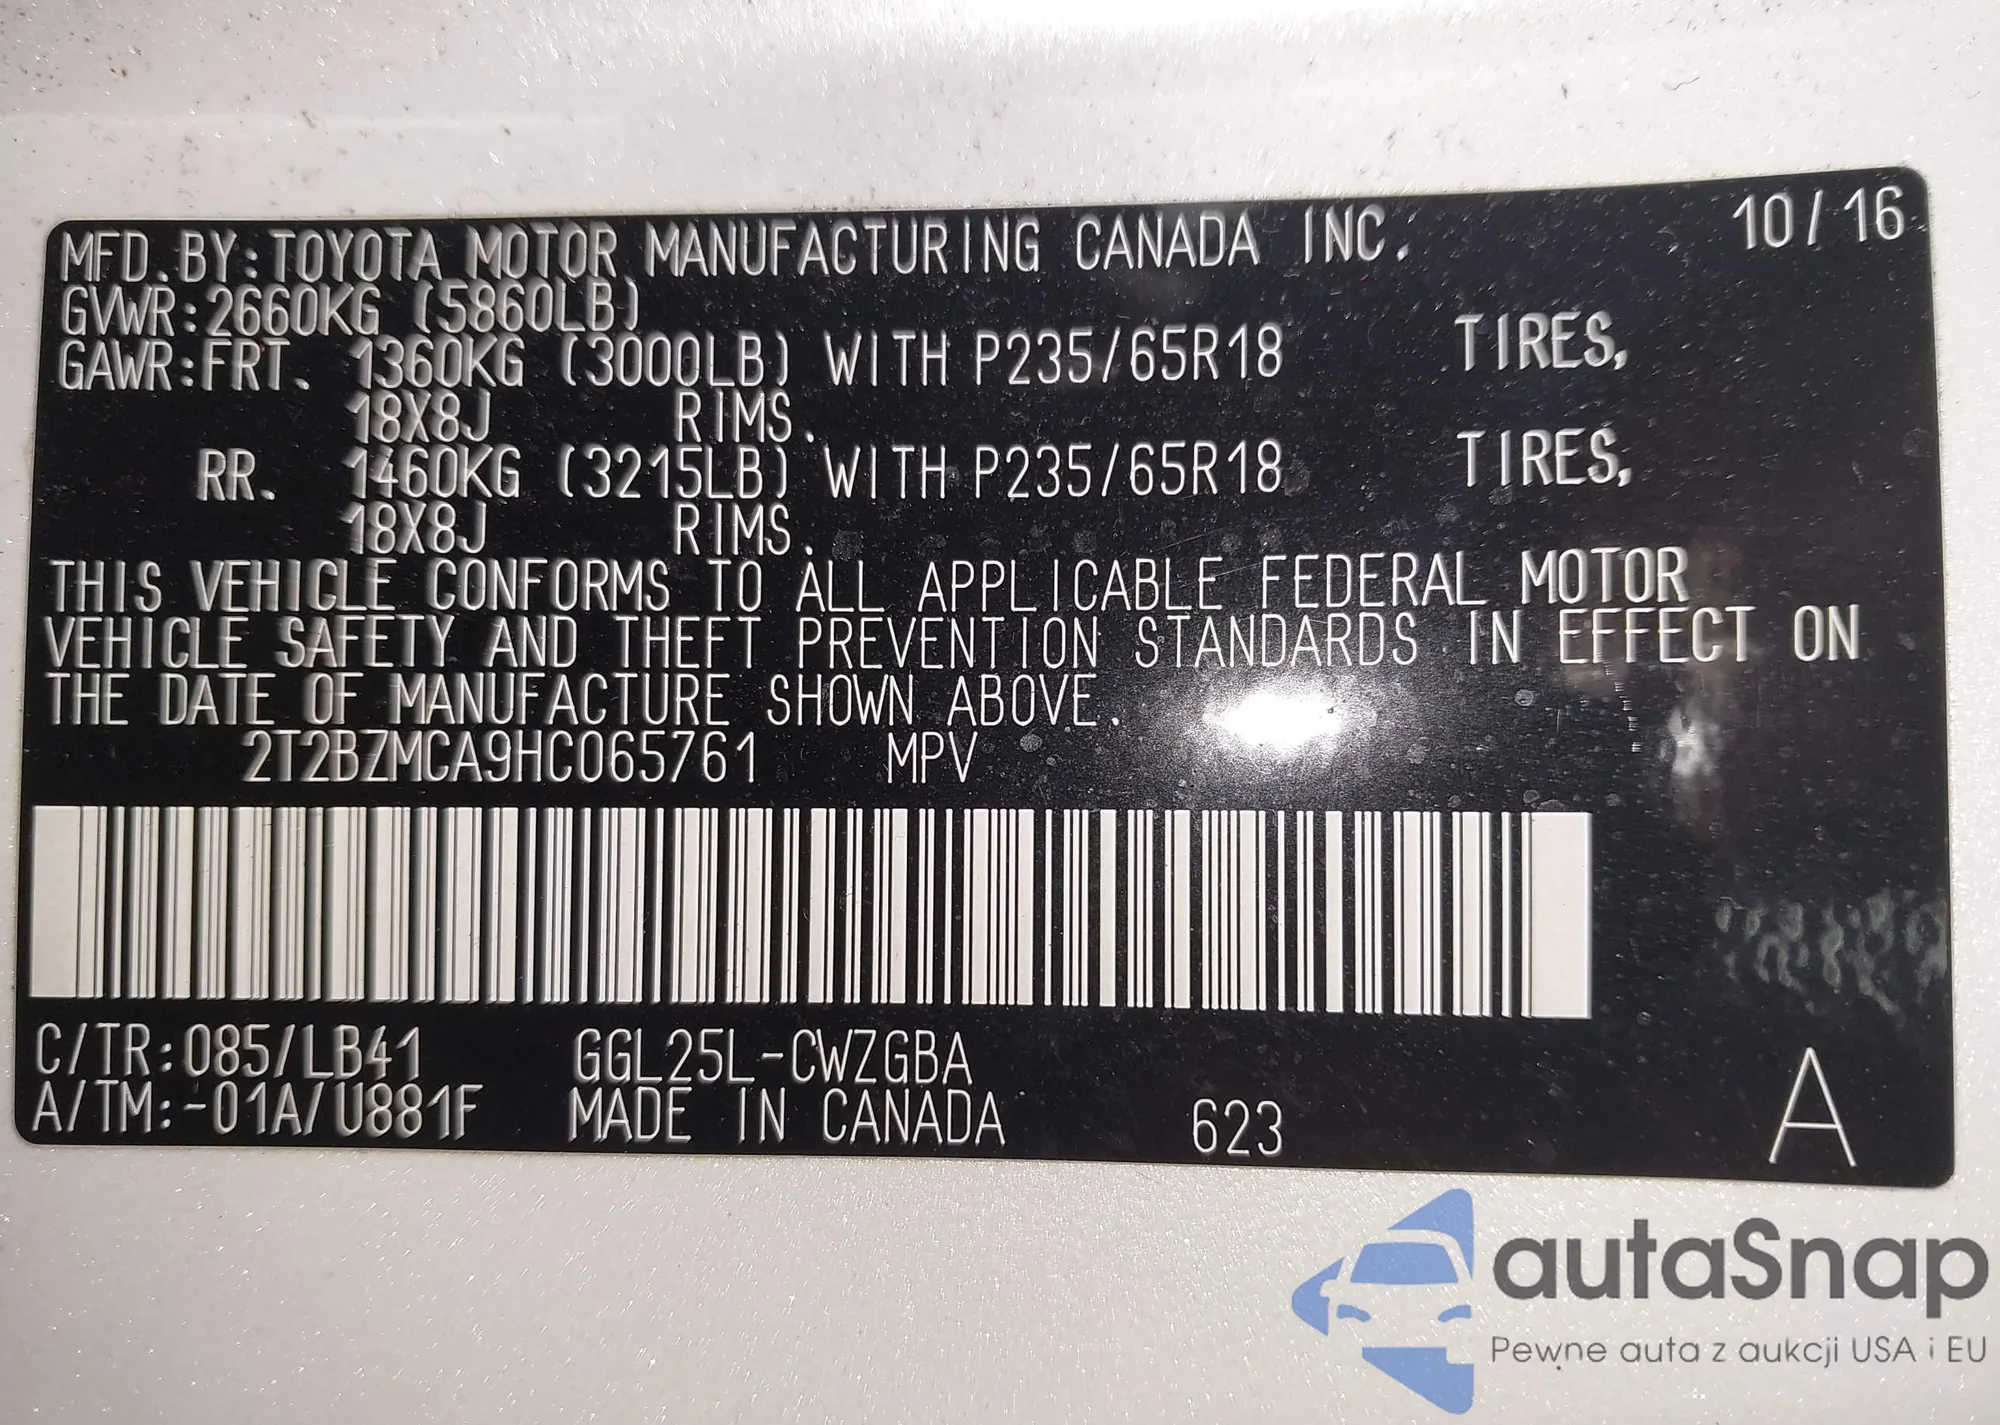 10/16
MFD. BY: TOYOTA MOTOR MANUFACTURING CANADA INC.
GVWR: 2660KG (5860LB)
GAWR: FRT. 1360KG (3000LB) WITH P235/65R18 TIRES,
18X8J RIMS.
RR. 1460KG (3215LB) WITH P235/65R18 TIRES,
18X8J RIMS.
THIS VEHICLE CONFORMS TO ALL APPLICABLE FEDERAL MOTOR
VEHICLE SAFETY AND THEFT PREVENTION STANDARDS IN EFFECT ON
THE DATE OF MANUFACTURE SHOWN ABOVE.
2T2BZMCA9HC065761 MPV
C/TR: 085/LB41 GGL25L-CWZGBA
A/TM: -01A/U881F MADE IN CANADA 623 A
autaSnap
Pewne auta z aukcji USA i EU